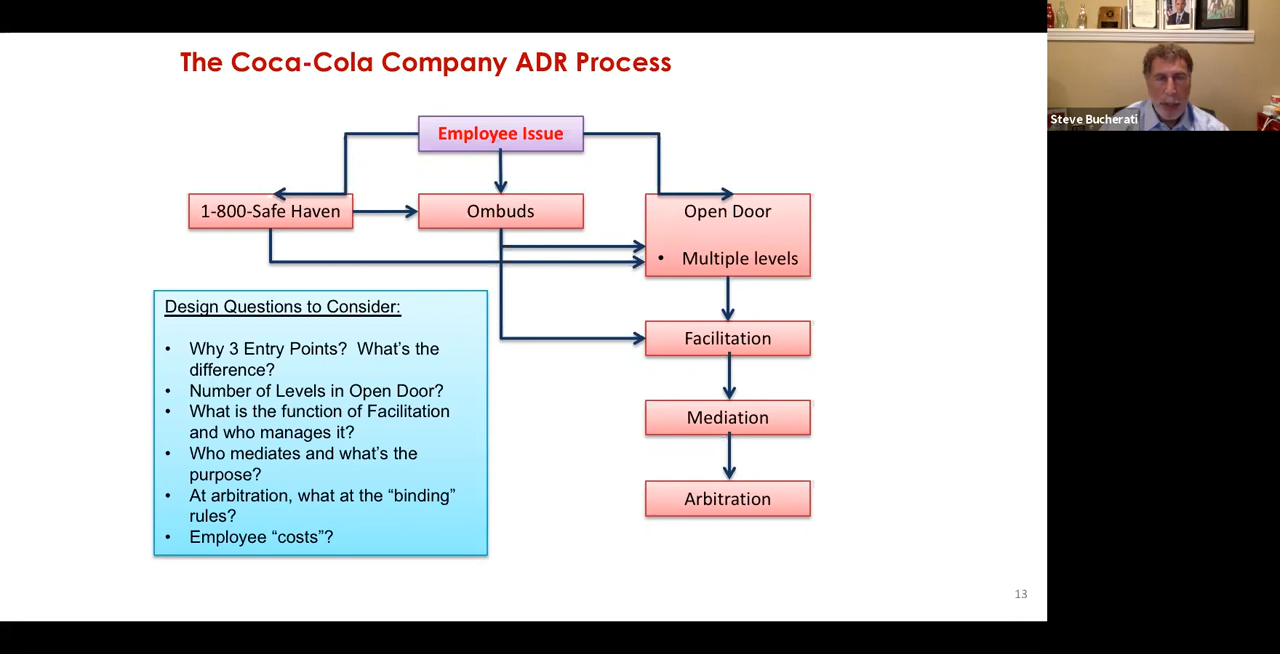 The Coca-Cola Company ADR Process
Steve Bucherati
Employee Issue
1-800-Safe Haven
Ombuds
Open Door
• Multiple levels
Facilitation
Mediation
Arbitration
Design Questions to Consider:
• Why 3 Entry Points? What's the
difference?
• Number of Levels in Open Door?
• What is the function of Facilitation
and who manages it?
• Who mediates and what's the
purpose?
• At arbitration, what at the “binding”
rules?
• Employee “costs”?
13